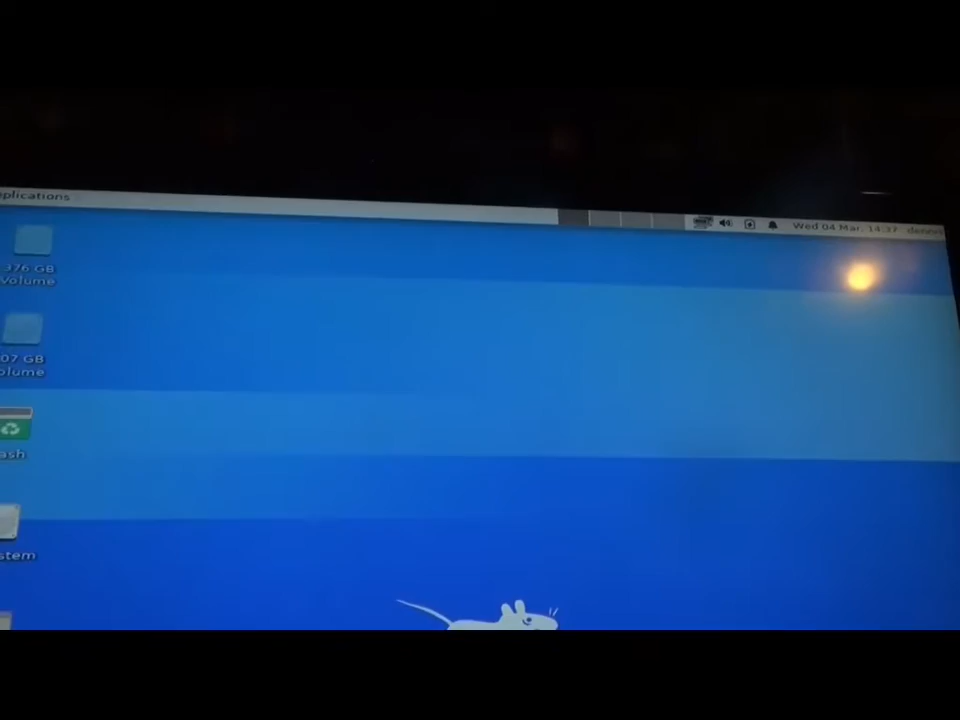 plications
Wed 04 Mar, 14:37
376 GB
Volume
07 GB
olume
ash
stem